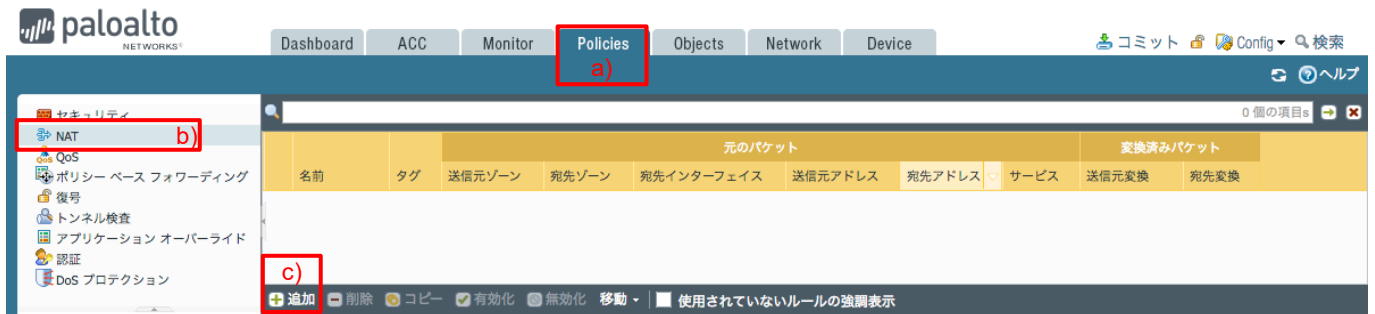 paloalto
NETWORKS®
Dashboard ACC Monitor Policies Objects Network Device コミット Config 検索
a)
ヘルプ
セキュリティ
0 個の項目s
NAT b)
QoS
ポリシー ベース フォワーディング
復号
トンネル検査
アプリケーション オーバーライド
認証
DoS プロテクション
元のパケット 変換済みパケット
名前 タグ 送信元ゾーン 宛先ゾーン 宛先インターフェイス 送信元アドレス 宛先アドレス サービス 送信元変換 宛先変換
c)
追加 削除 コピー 有効化 無効化 移動 使用されていないルールの強調表示